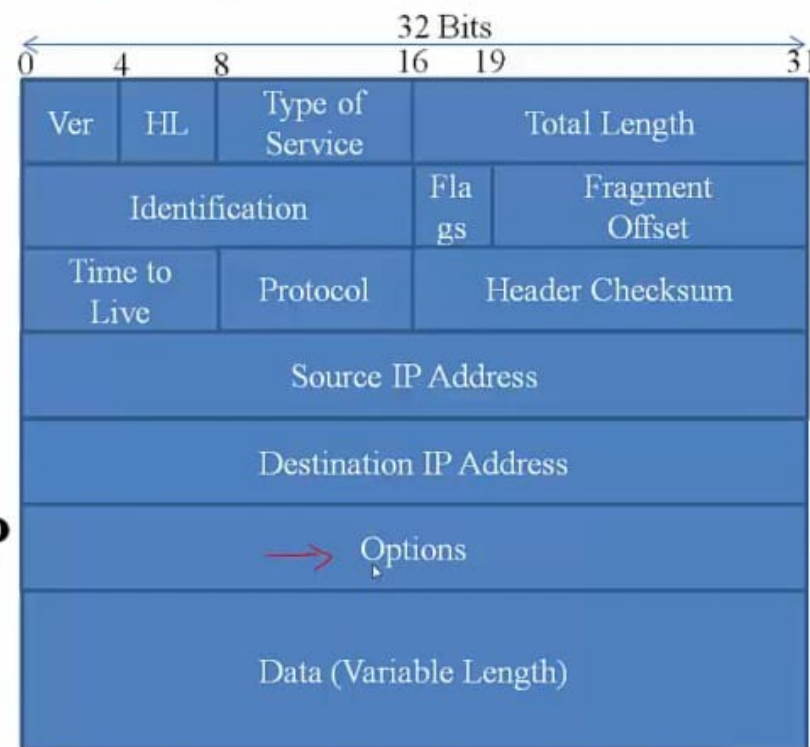 32 Bits
0 4 8 16 19 31
Ver HL Type of Service Total Length
Identification Fla gs Fragment Offset
Time to Live Protocol Header Checksum
Source IP Address
Destination IP Address
Options
Data (Variable Length)